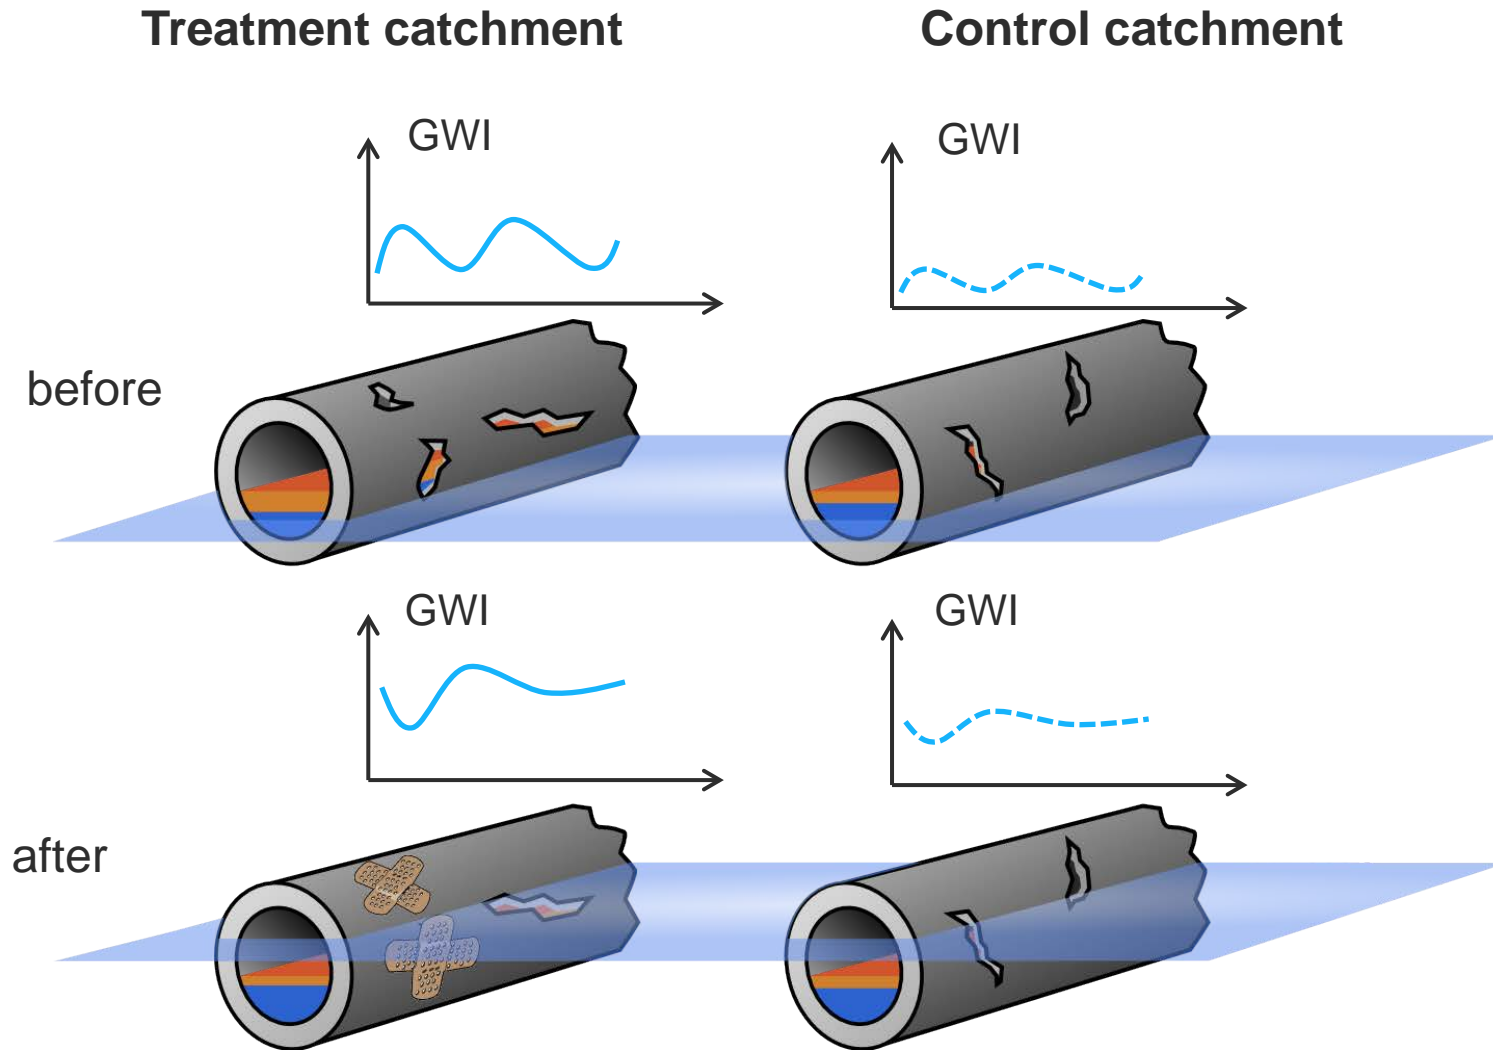 Treatment catchment
Control catchment
GWI
GWI
before
GWI
GWI
after